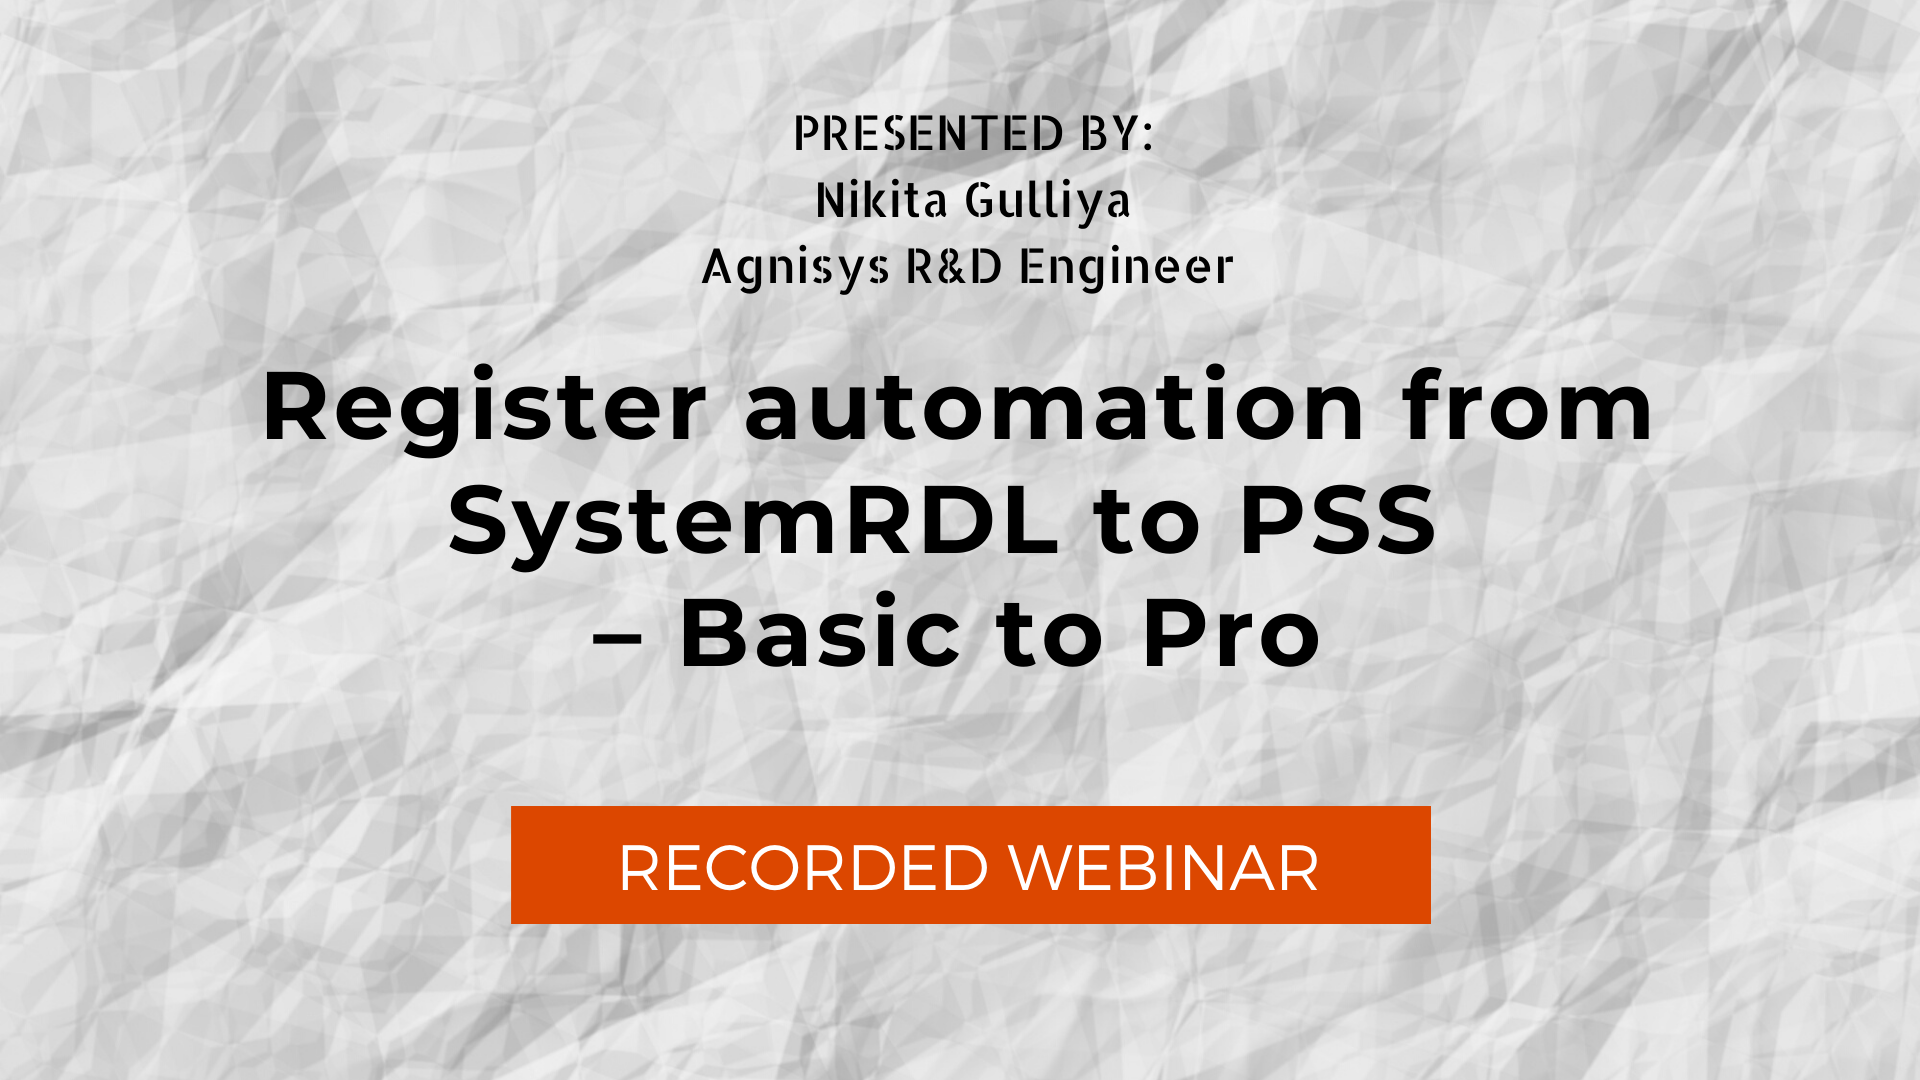 PRESENTED BY:
Nikita Gulliya
Agnisys R&D Engineer
Register automation from
SystemRDL to PSS
– Basic to Pro
RECORDED WEBINAR